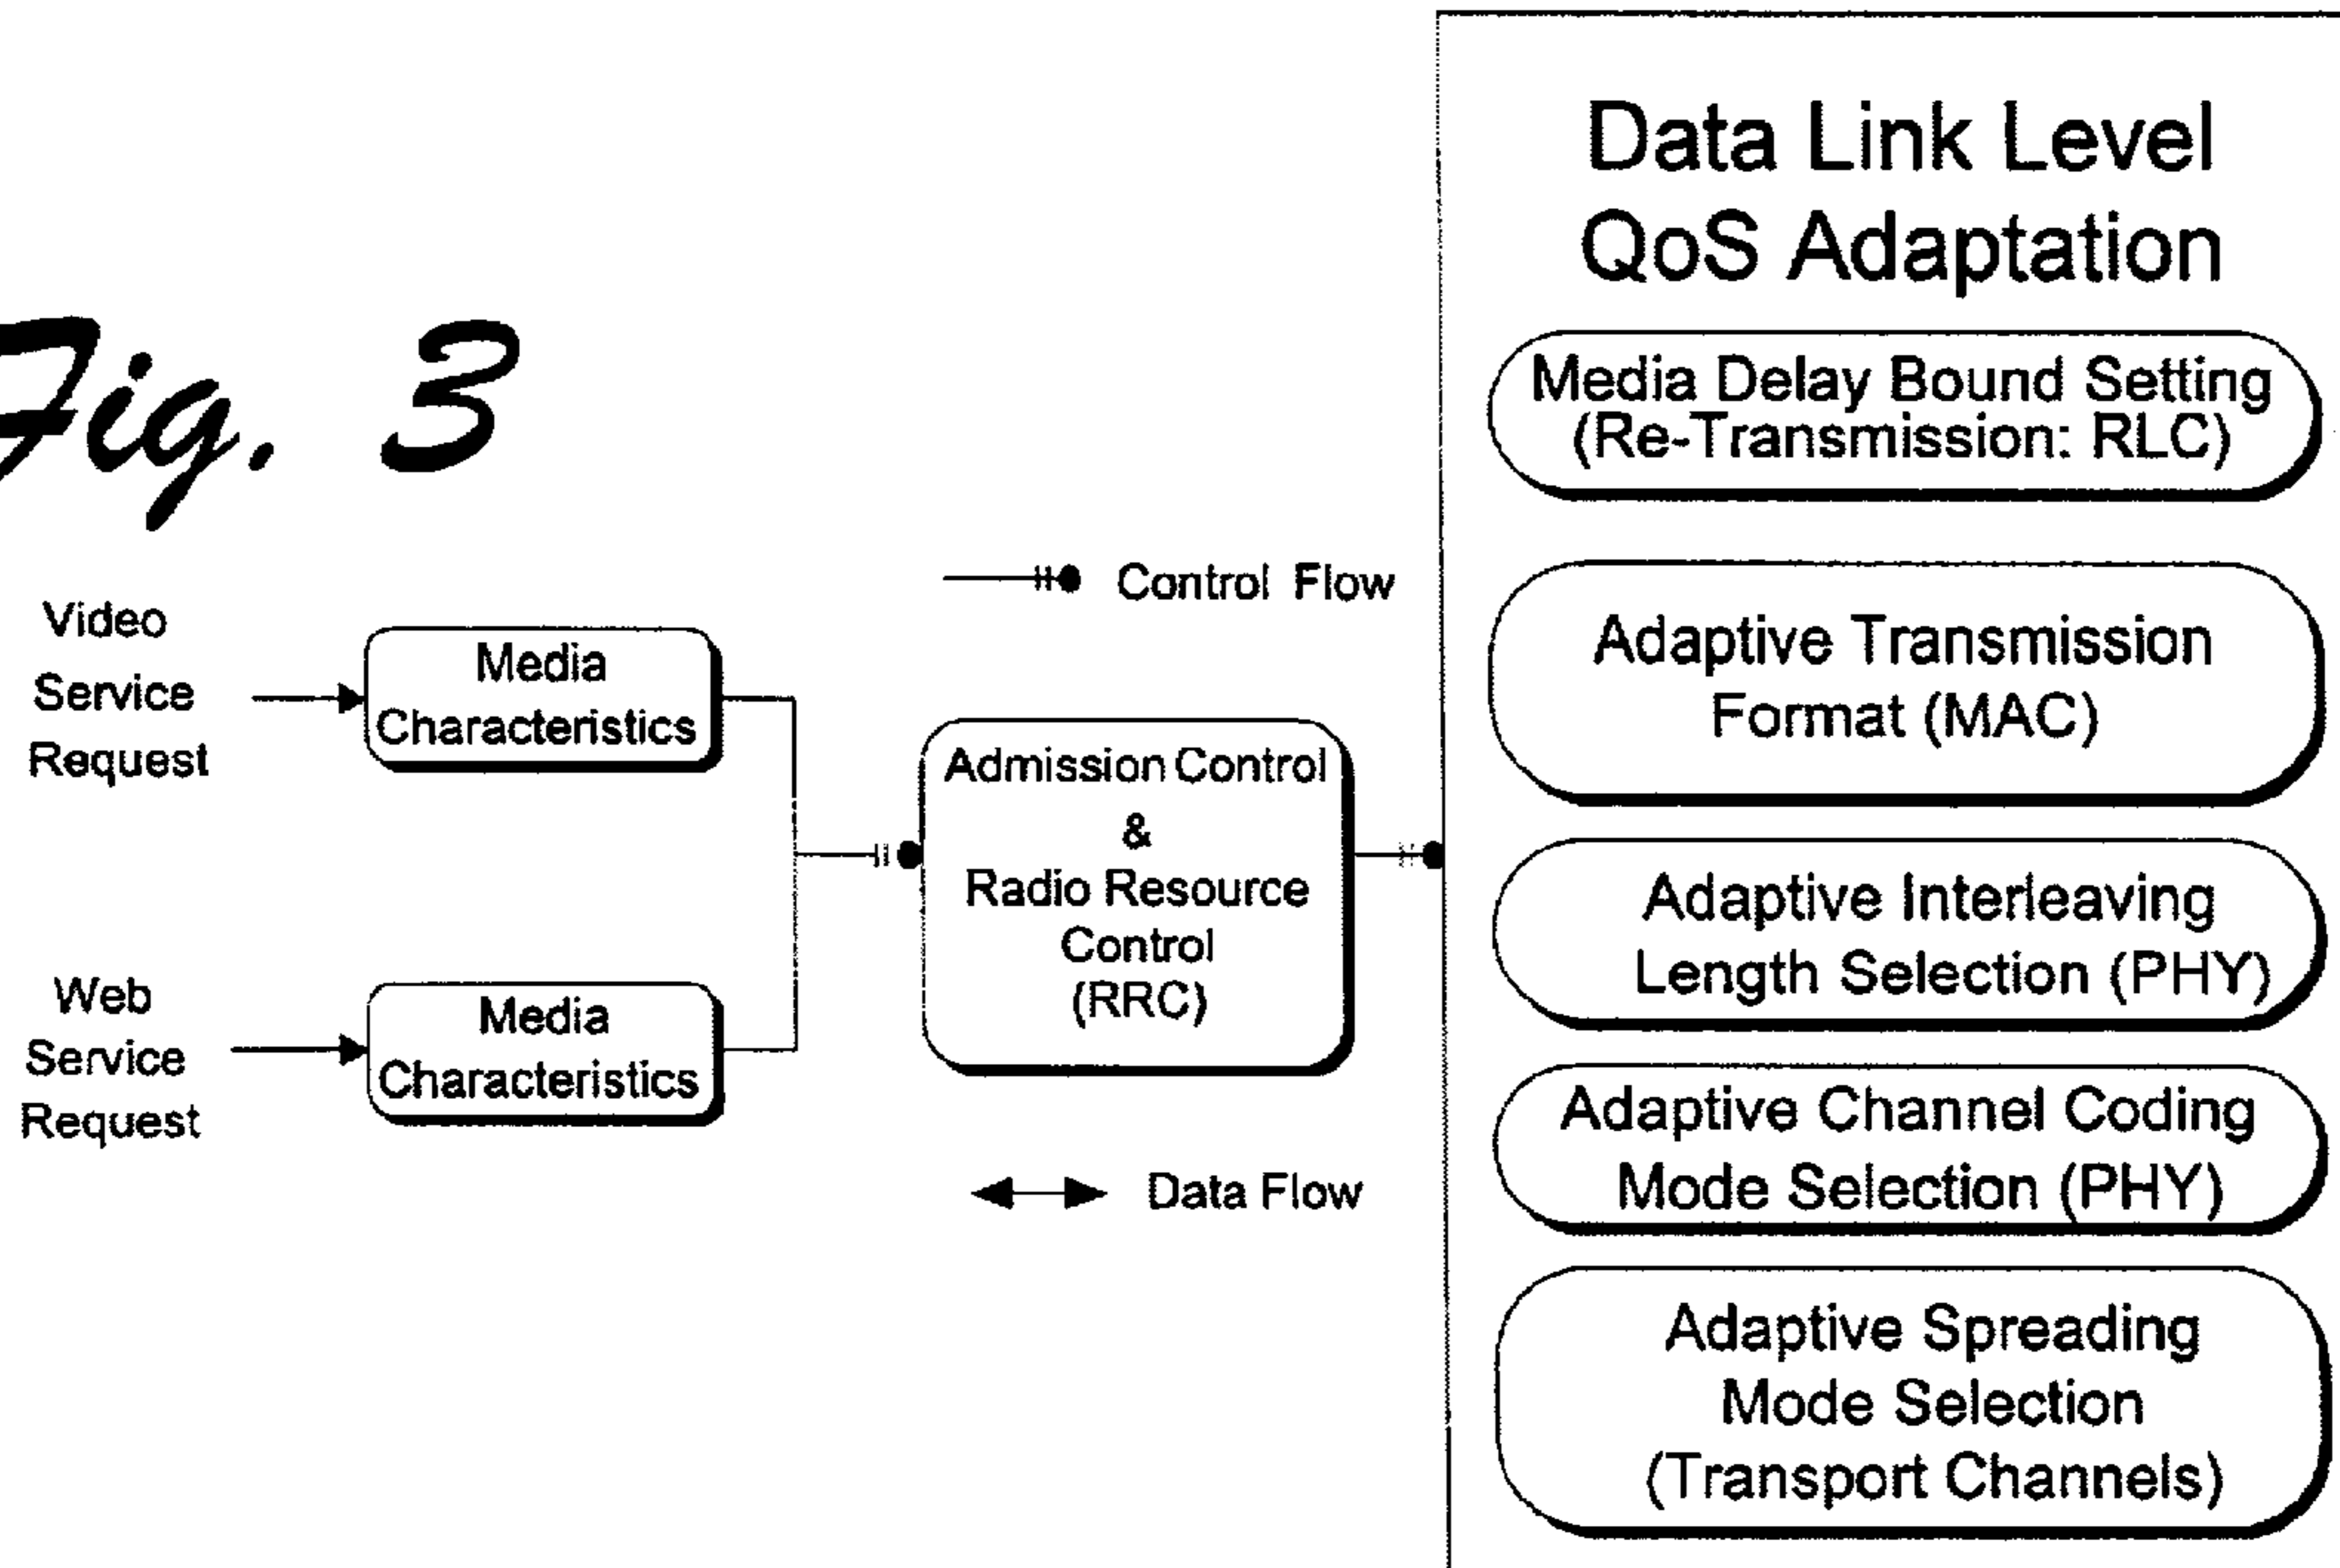 Fig. 3
Video
Service
Request
Media
Characteristics
Web
Service
Request
Media
Characteristics
Control Flow
Admission Control
&
Radio Resource
Control
(RRC)
Data Flow
Data Link Level
QoS Adaptation
Media Delay Bound Setting
(Re-Transmission: RLC)
Adaptive Transmission
Format (MAC)
Adaptive Interleaving
Length Selection (PHY)
Adaptive Channel Coding
Mode Selection (PHY)
Adaptive Spreading
Mode Selection
(Transport Channels)